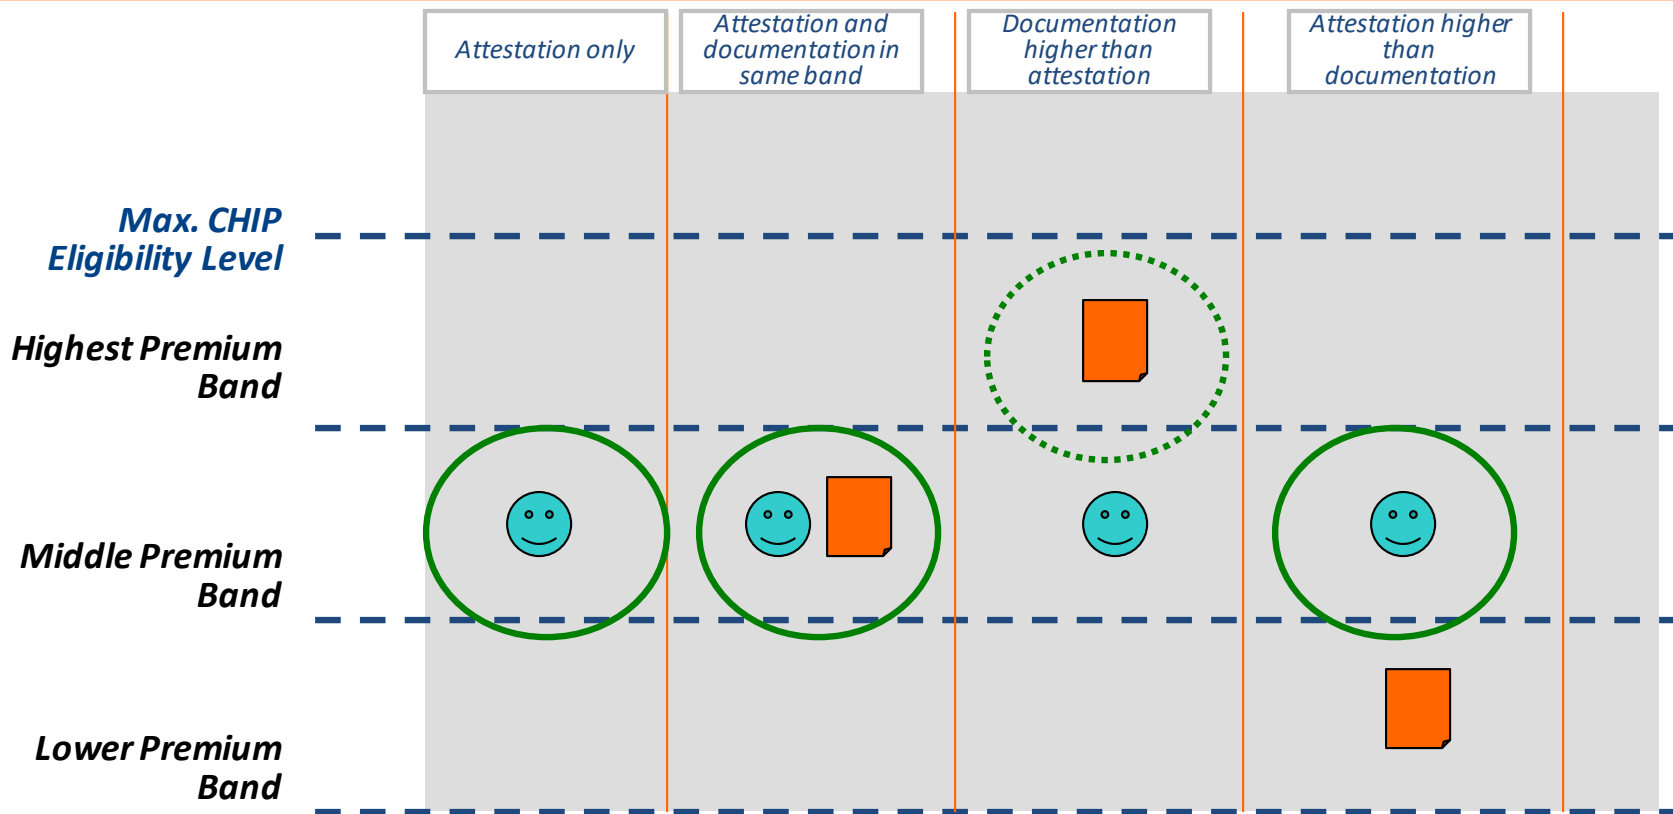 Attestation only
Attestation and
documentation in
same band
Documentation
higher than
attestation
Attestation higher
than
documentation
Max. CHIP
Eligibility Level
Highest Premium
Band
Middle Premium
Band
Lower Premium
Band